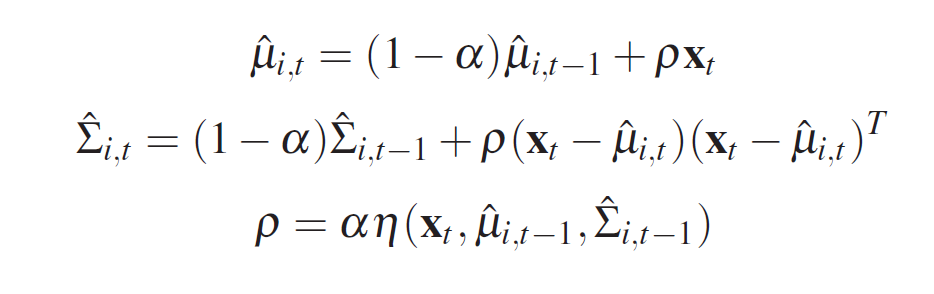 μ̂_{i,t} = (1 − α)μ̂_{i,t−1} + ρ𝐱_t
Σ̂_{i,t} = (1 − α)Σ̂_{i,t−1} + ρ(𝐱_t − μ̂_{i,t})(𝐱_t − μ̂_{i,t})^T
ρ = αη(𝐱_t, μ̂_{i,t−1}, Σ̂_{i,t−1})